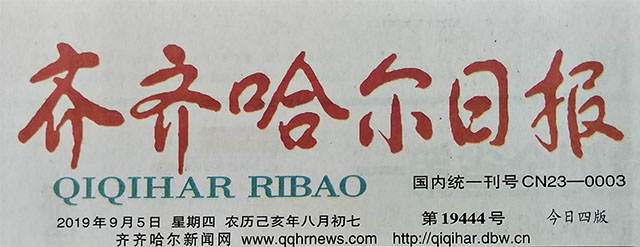 齐齐哈尔日报
QIQIHAR RIBAO
国内统一刊号CN23—0003
2019年9月5日 星期四 农历己亥年八月初七 第19444号 今日四版
齐齐哈尔新闻网 www.qqhrnews.com http://qiqihar.dbw.cn